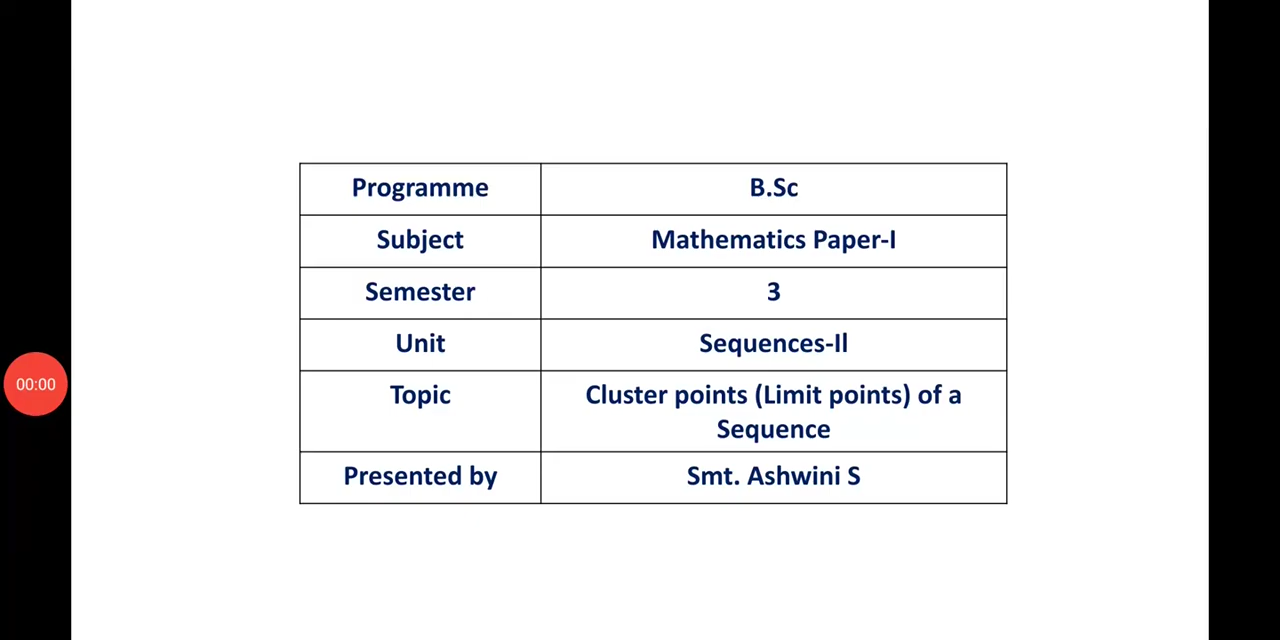 Programme B.Sc
Subject Mathematics Paper-I
Semester 3
Unit Sequences-Il
Topic Cluster points (Limit points) of a
Sequence
Presented by Smt. Ashwini S
00:00